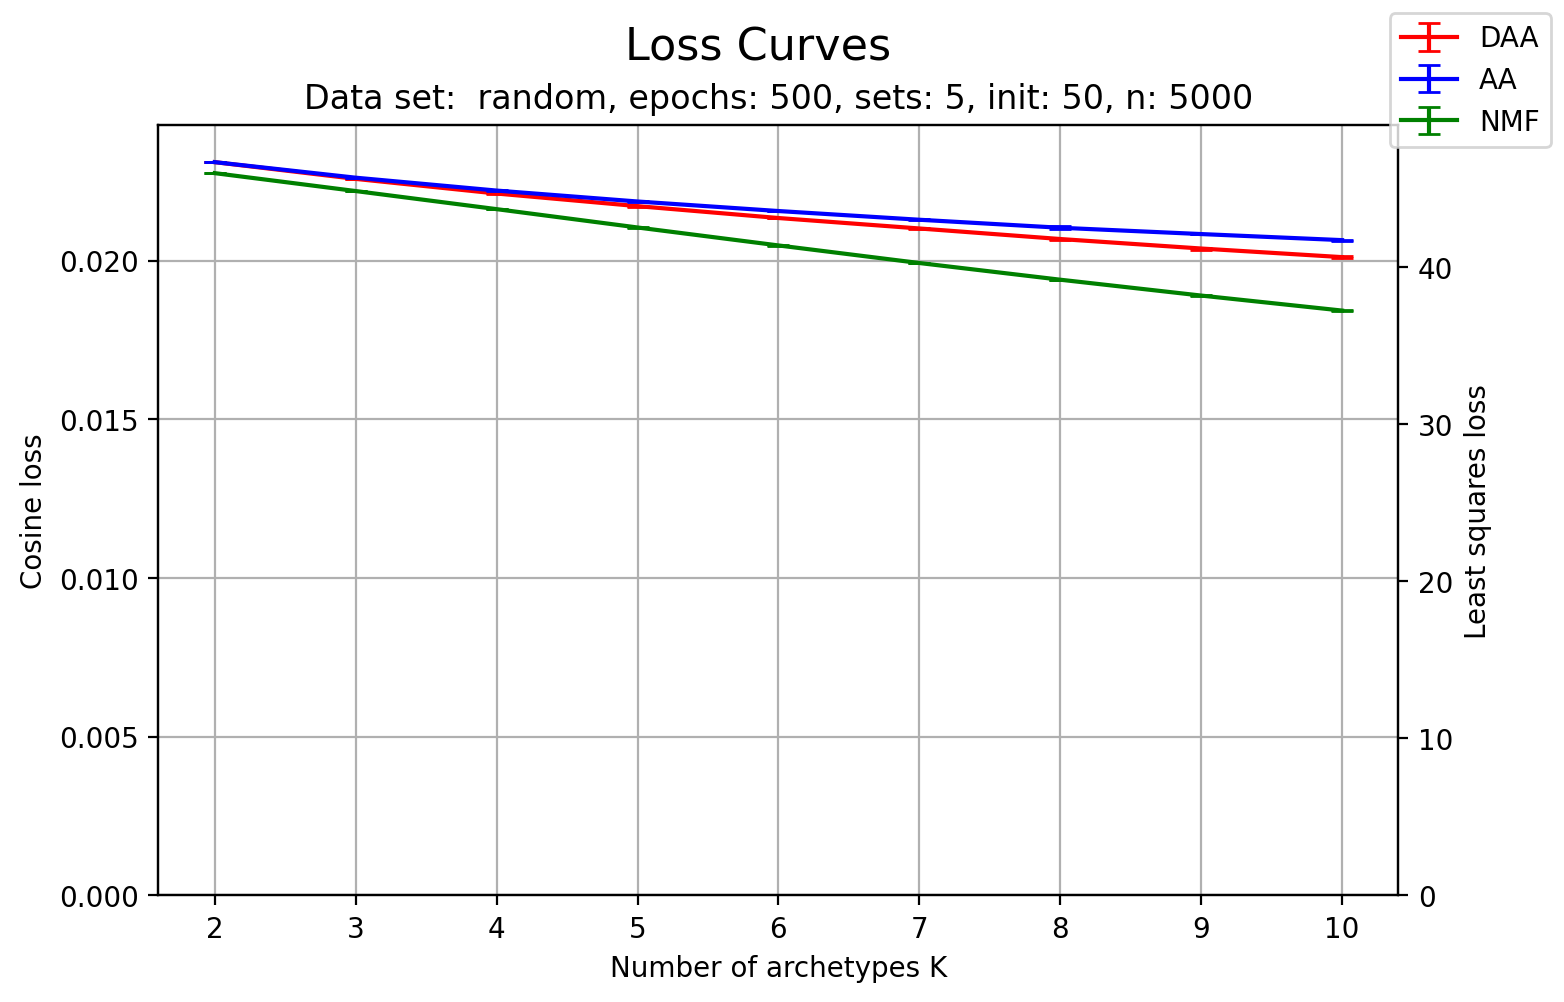 Loss Curves
Data set:  random, epochs: 500, sets: 5, init: 50, n: 5000
DAA
AA
NMF
Cosine loss
0.020
0.015
0.010
0.005
0.000
40
30
20
10
0
Least squares loss
2 3 4 5 6 7 8 9 10
Number of archetypes K